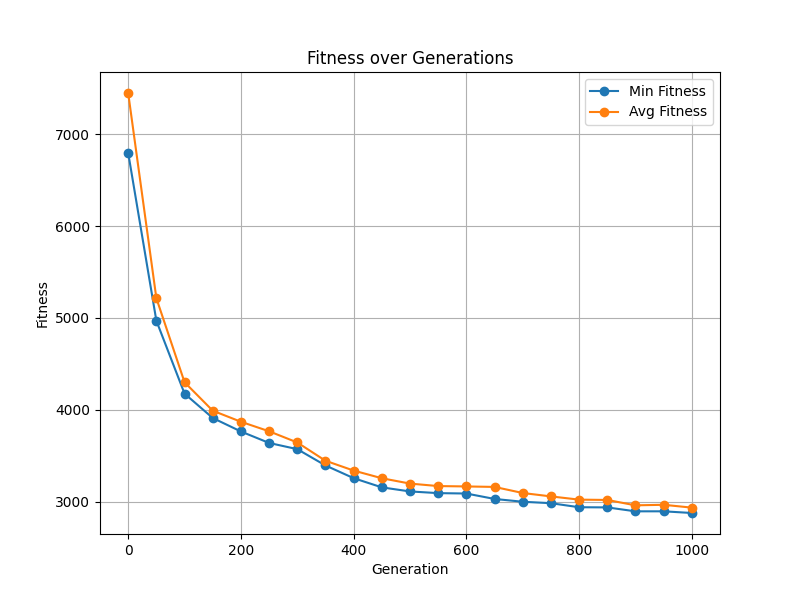 Fitness over Generations
Min Fitness
Avg Fitness
7000
6000
5000
4000
3000
Fitness
0 200 400 600 800 1000
Generation